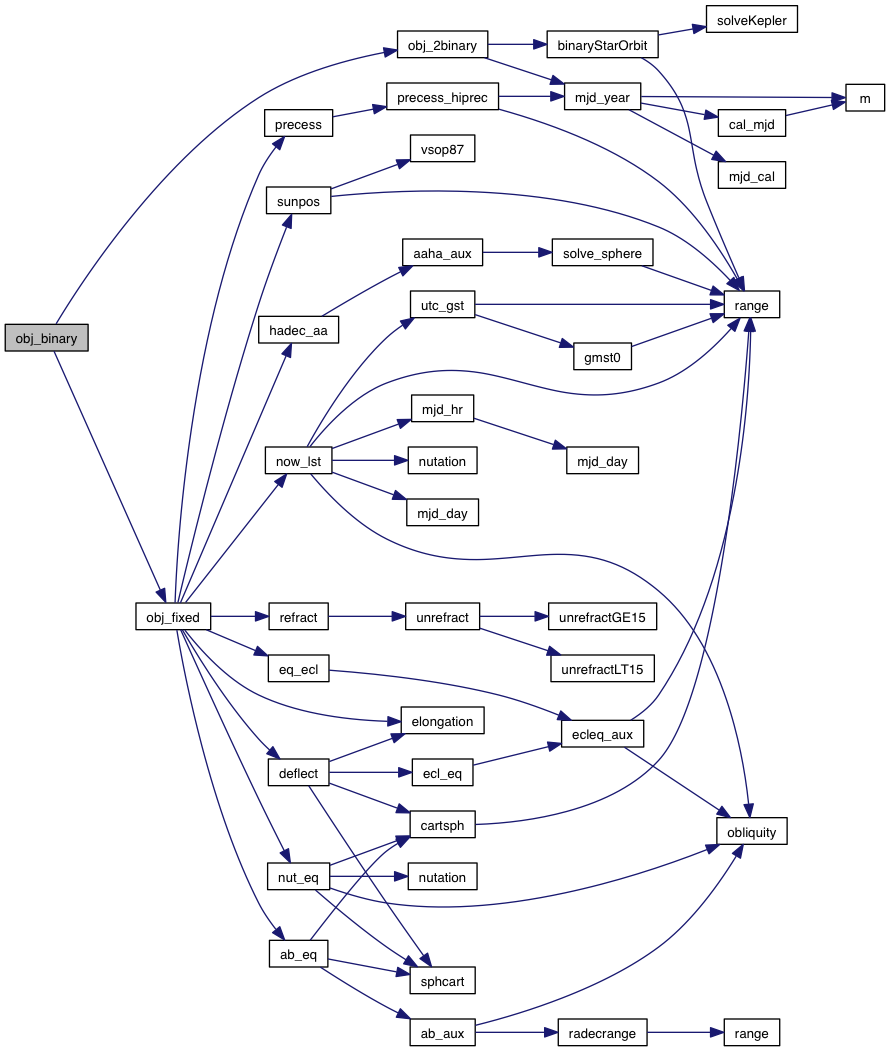 solveKepler
obj_2binary
binaryStarOrbit
precess_hiprec
mjd_year
m
precess
cal_mjd
vsop87
mjd_cal
sunpos
aaha_aux
solve_sphere
utc_gst
range
hadec_aa
obj_binary
gmst0
mjd_hr
now_lst
nutation
mjd_day
mjd_day
obj_fixed
refract
unrefract
unrefractGE15
eq_ecl
unrefractLT15
elongation
ecleq_aux
deflect
ecl_eq
cartsph
obliquity
nut_eq
nutation
ab_eq
sphcart
ab_aux
radecrange
range